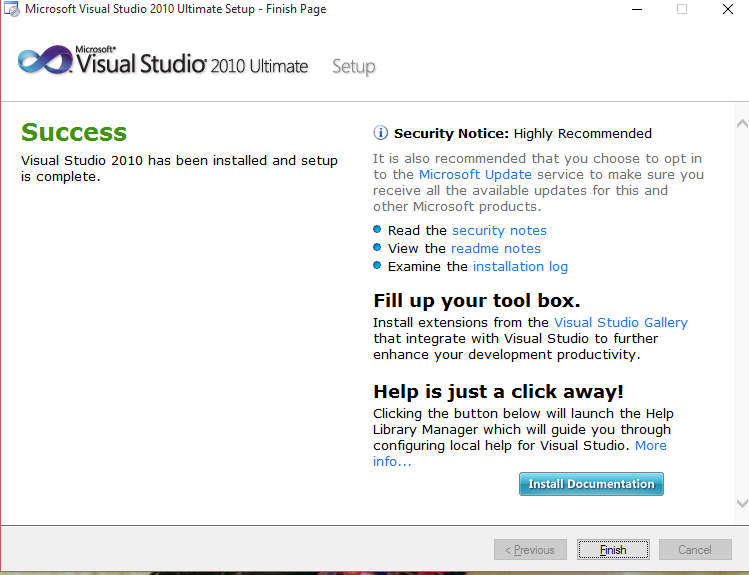 Microsoft Visual Studio 2010 Ultimate Setup - Finish Page
Microsoft®
Visual Studio® 2010 Ultimate Setup
Success
Visual Studio 2010 has been installed and setup
is complete.
Security Notice: Highly Recommended
It is also recommended that you choose to opt in
to the Microsoft Update service to make sure you
receive all the available updates for this and
other Microsoft products.
Read the security notes
View the readme notes
Examine the installation log
Fill up your tool box.
Install extensions from the Visual Studio Gallery
that integrate with Visual Studio to further
enhance your development productivity.
Help is just a click away!
Clicking the button below will launch the Help
Library Manager which will guide you through
configuring local help for Visual Studio. More
info...
Install Documentation
< Previous
Finish
Cancel